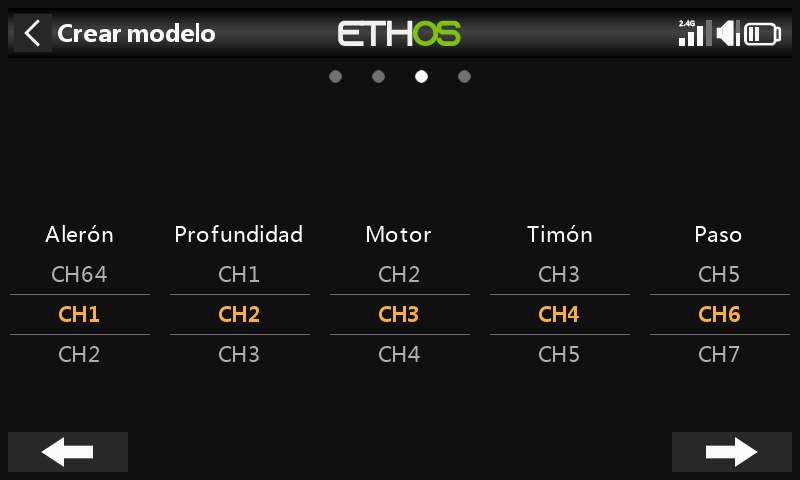 Crear modelo
ETHOS
2.4G
Alerón Profundidad Motor Timón Paso
CH64 CH1 CH2 CH3 CH5
CH1 CH2 CH3 CH4 CH6
CH2 CH3 CH4 CH5 CH7